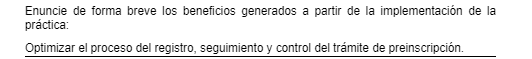 Enuncie de forma breve los beneficios generados a partir de la implementación de la
práctica:
Optimizar el proceso del registro, seguimiento y control del trámite de preinscripción.